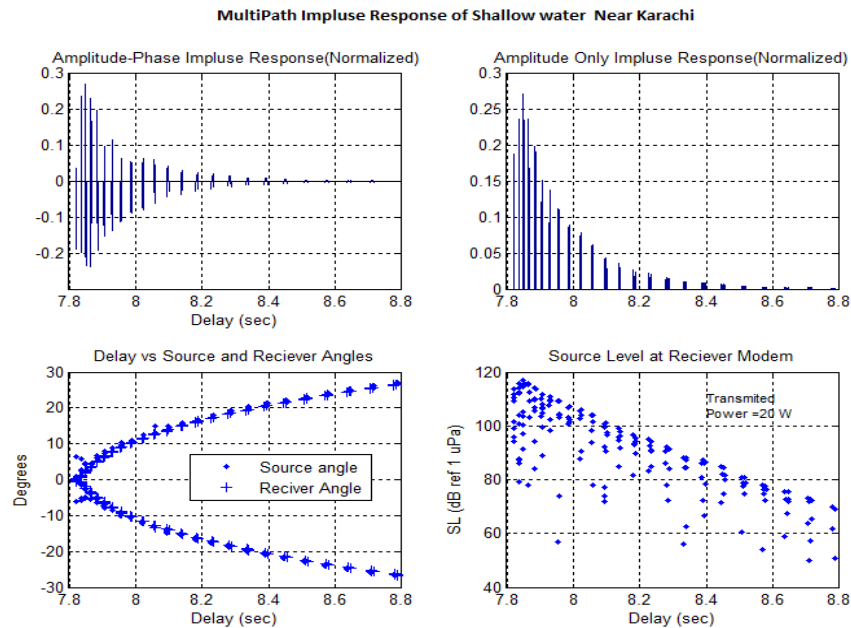 MultiPath Impluse Response of Shallow water Near Karachi
Amplitude-Phase Impluse Response(Normalized)
0.3
0.2
0.1
0
-0.1
-0.2
7.8 8 8.2 8.4 8.6 8.8
Delay (sec)
Amplitude Only Impluse Response(Normalized)
0.3
0.25
0.2
0.15
0.1
0.05
0
7.8 8 8.2 8.4 8.6 8.8
Delay (sec)
Delay vs Source and Reciever Angles
Degrees
30
20
10
0
-10
-20
-30
Source angle
Reciver Angle
7.8 8 8.2 8.4 8.6 8.8
Delay (sec)
Source Level at Reciever Modem
SL (dB ref 1 uPa)
120
100
80
60
40
Transmited
Power =20 W
7.8 8 8.2 8.4 8.6 8.8
Delay (sec)